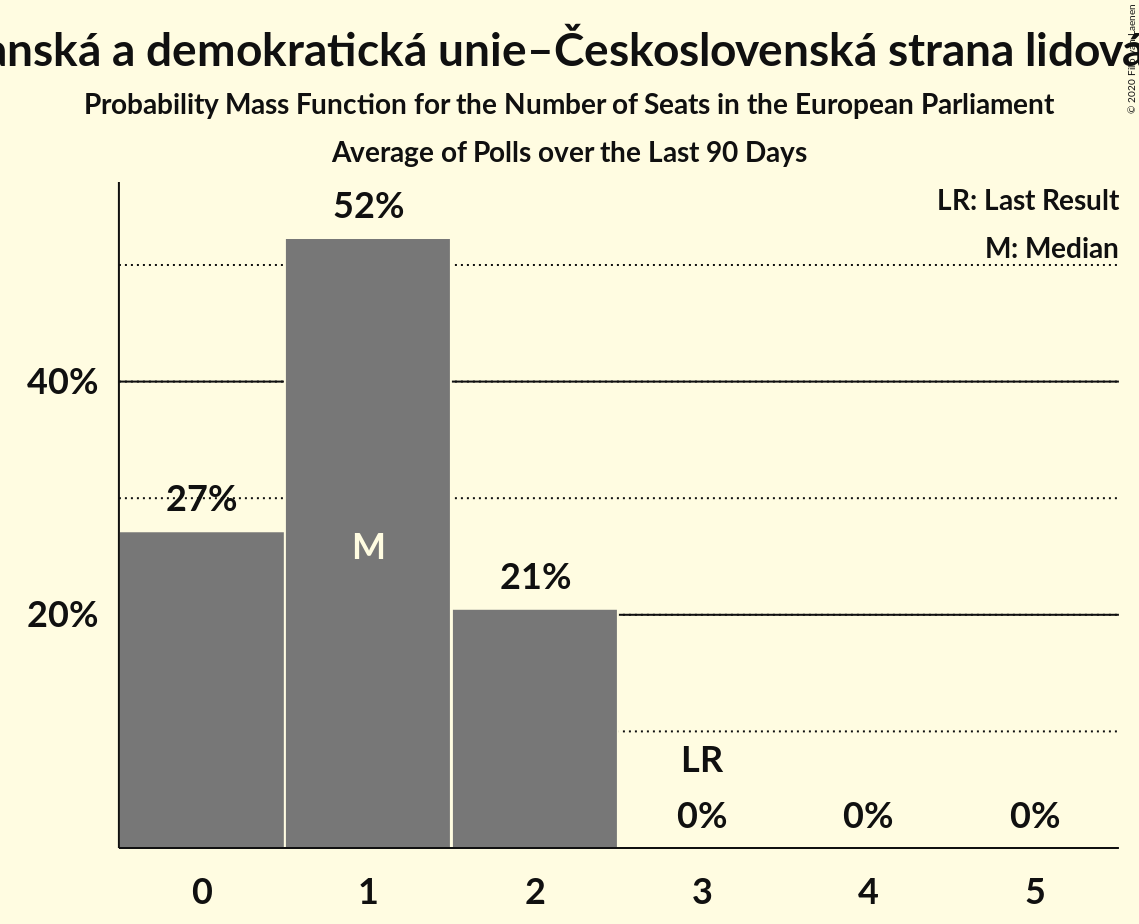 a demokratická unie–Československá strana
Probability Mass Function for the Number of Seats in the European Parliament
Average of Polls over the Last 90 Days
© 2020
LR: Last Result
M: Median
52%
40%
27%
M
21%
20%
LR
0% 0% 0%
0 1 2 3 4 5